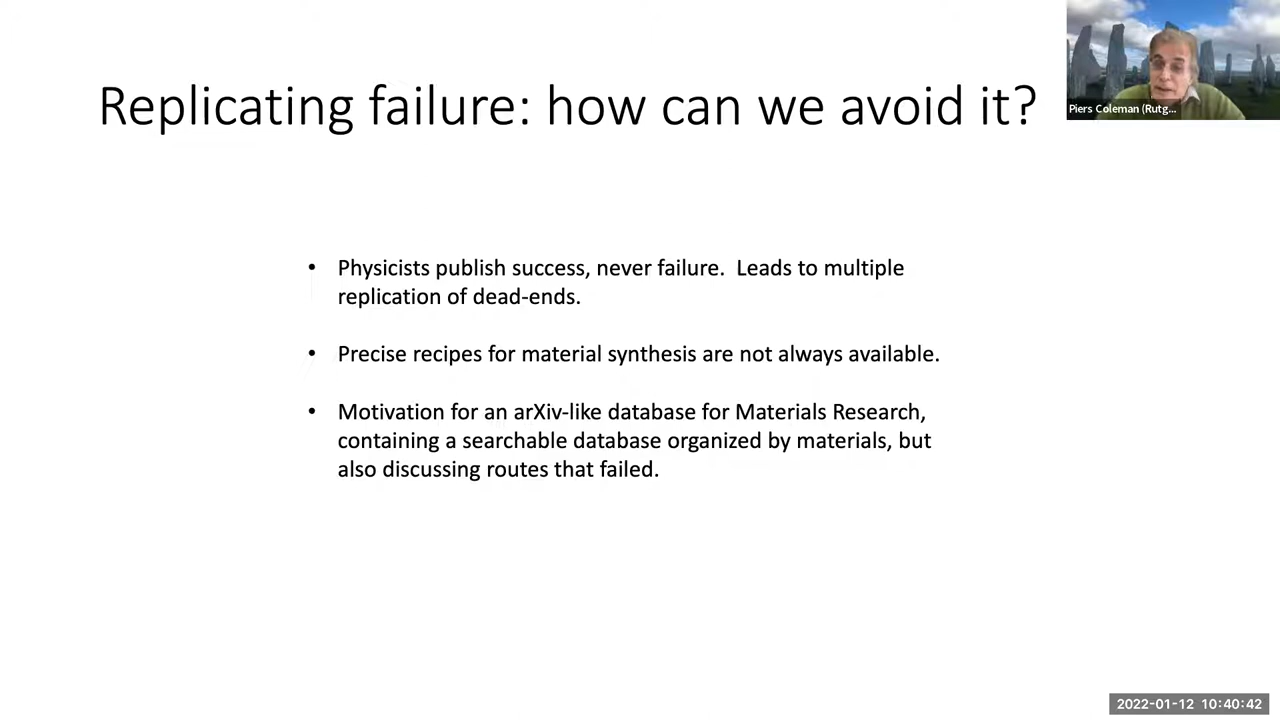 Replicating failure: how can we avoid it?
Piers Coleman (Rutg...
• Physicists publish success, never failure.  Leads to multiple
replication of dead-ends.
• Precise recipes for material synthesis are not always available.
• Motivation for an arXiv-like database for Materials Research,
containing a searchable database organized by materials, but
also discussing routes that failed.
2022-01-12 10:40:42